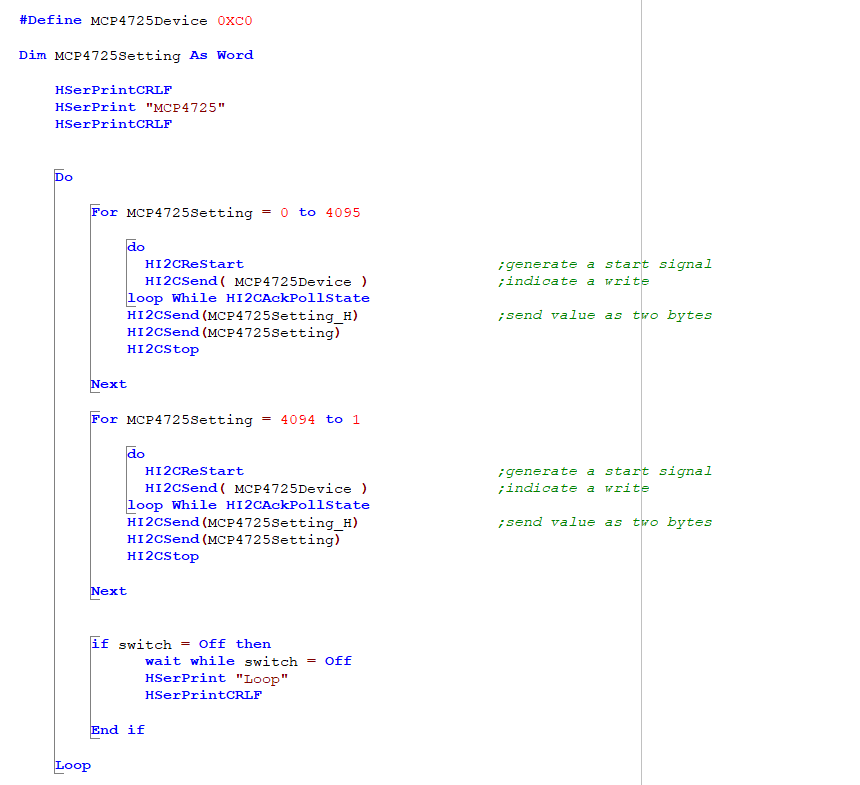 #Define MCP4725Device 0XC0
Dim MCP4725Setting As Word
HSerPrintCRLF
HSerPrint "MCP4725"
HSerPrintCRLF
Do
For MCP4725Setting = 0 to 4095
do
HI2CReStart ;generate a start signal
HI2CSend( MCP4725Device ) ;indicate a write
loop While HI2CAckPollState
HI2CSend(MCP4725Setting_H) ;send value as two bytes
HI2CSend(MCP4725Setting)
HI2CStop
Next
For MCP4725Setting = 4094 to 1
do
HI2CReStart ;generate a start signal
HI2CSend( MCP4725Device ) ;indicate a write
loop While HI2CAckPollState
HI2CSend(MCP4725Setting_H) ;send value as two bytes
HI2CSend(MCP4725Setting)
HI2CStop
Next
if switch = Off then
wait while switch = Off
HSerPrint "Loop"
HSerPrintCRLF
End if
Loop